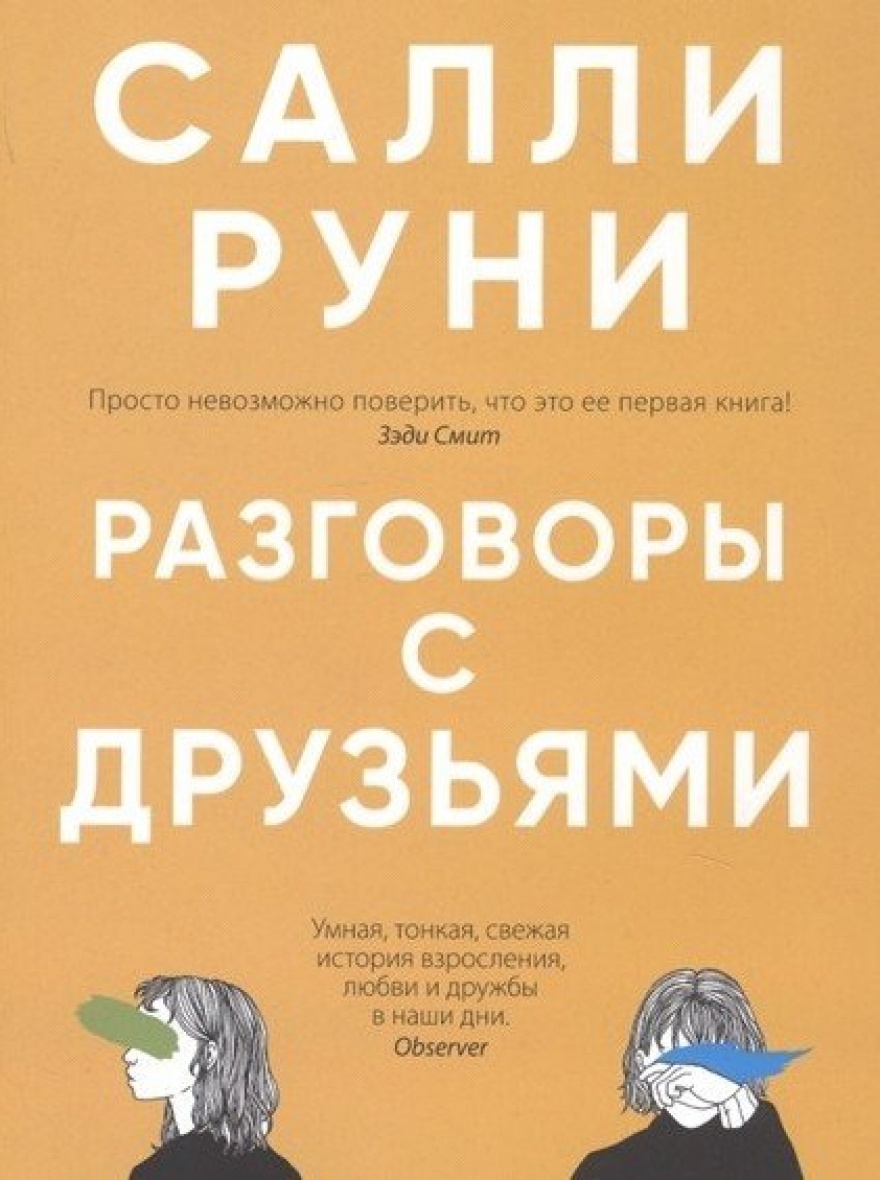 САЛЛИ
РУНИ
Просто невозможно поверить, что это ее первая книга!
Зэди Смит
РАЗГОВОРЫ
С
ДРУЗЬЯМИ
Умная, тонкая, свежая
история взросления,
любви и дружбы
в наши дни.
Observer